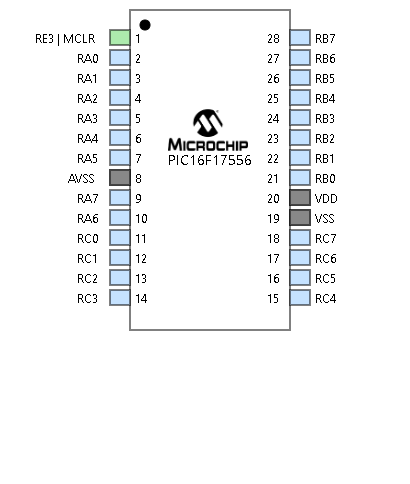 RE3 | MCLR 1 28 RB7
RA0 2 27 RB6
RA1 3 26 RB5
RA2 4 25 RB4
RA3 5 24 RB3
RA4 6 23 RB2
RA5 7 22 RB1
MICROCHIP
PIC16F17556
AVSS 8 21 RB0
RA7 9 20 VDD
RA6 10 19 VSS
RC0 11 18 RC7
RC1 12 17 RC6
RC2 13 16 RC5
RC3 14 15 RC4